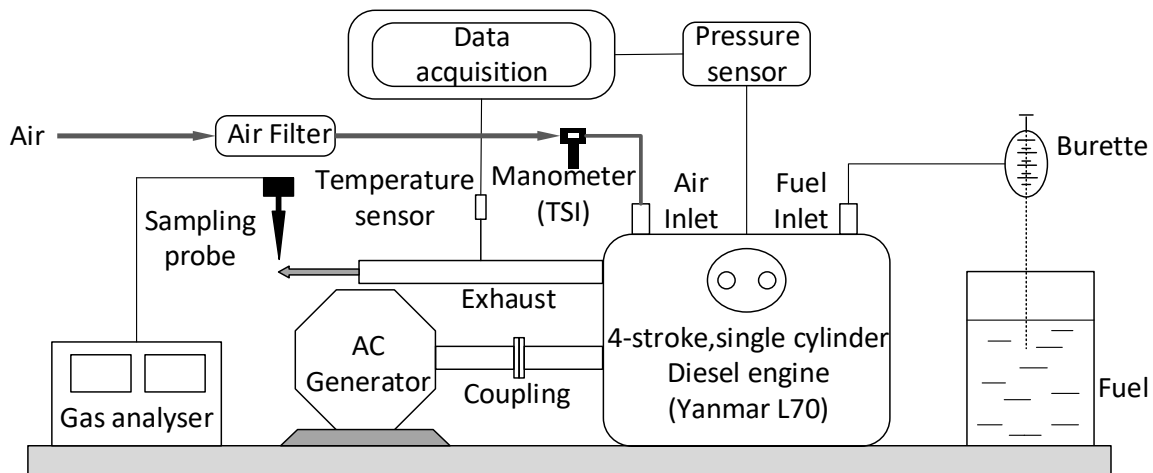 Data
acquisition
Pressure
sensor
Air
Air Filter
Burette
Temperature
sensor
Manometer
(TSI)
Air
Inlet
Fuel
Inlet
Sampling
probe
Exhaust
AC
Generator
Coupling
4-stroke,single cylinder
Diesel engine
(Yanmar L70)
Gas analyser
Fuel